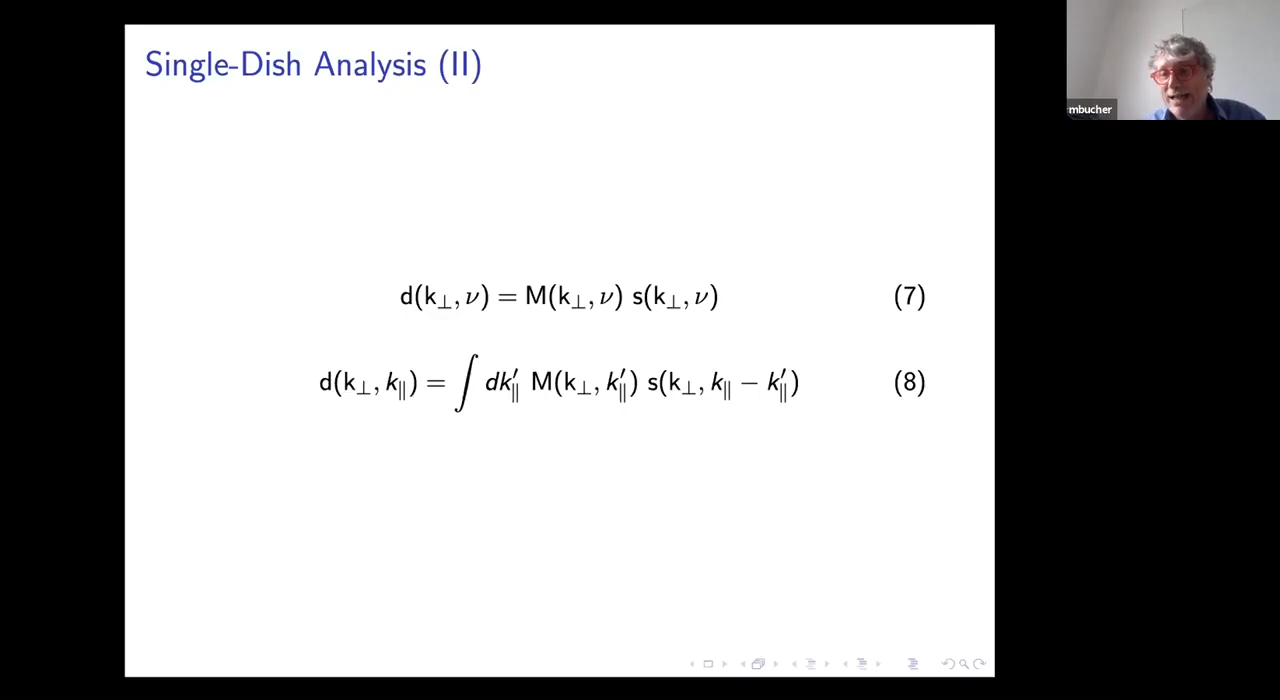 Single-Dish Analysis (II)
mbucher
d(k⊥, ν) = M(k⊥, ν) s(k⊥, ν) (7)
d(k⊥, k∥) = ∫ dk′∥ M(k⊥, k′∥) s(k⊥, k∥ − k′∥) (8)